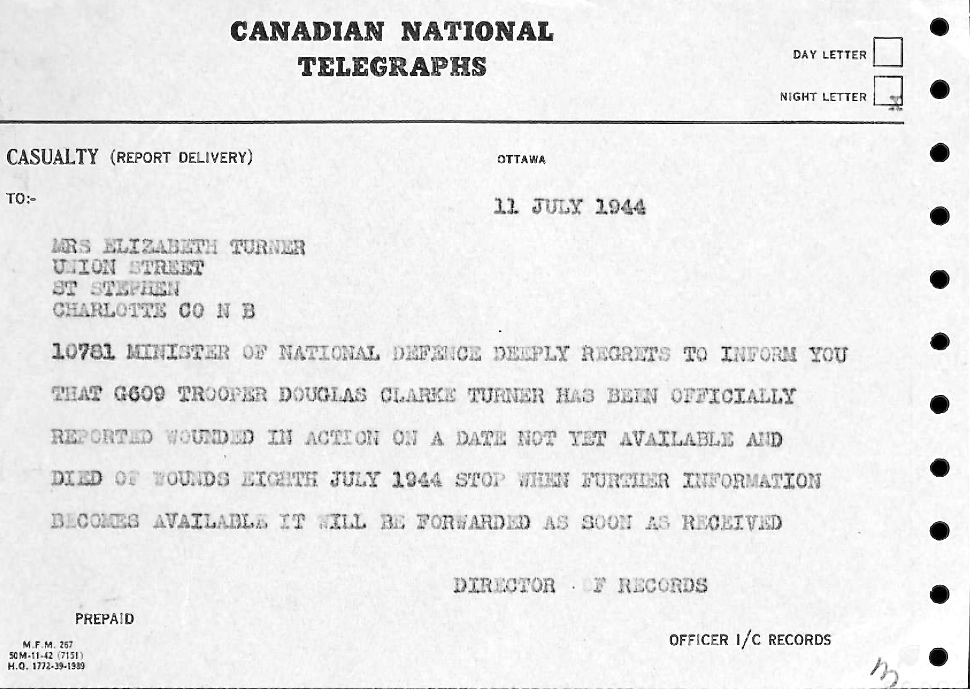 CANADIAN NATIONAL
TELEGRAPHS
DAY LETTER
NIGHT LETTER X
CASUALTY (REPORT DELIVERY)
OTTAWA
TO:-
11 JULY 1944
MRS ELIZABETH TURNER
UNION STREET
ST STEPHEN
CHARLOTTE CO N B
10781 MINISTER OF NATIONAL DEFENCE DEEPLY REGRETS TO INFORM YOU
THAT G609 TROOPER DOUGLAS CLARKE TURNER HAS BEEN OFFICIALLY
REPORTED WOUNDED IN ACTION ON A DATE NOT YET AVAILABLE AND
DIED OF WOUNDS EIGHTH JULY 1944 STOP WHEN FURTHER INFORMATION
BECOMES AVAILABLE IT WILL BE FORWARDED AS SOON AS RECEIVED
DIRECTOR OF RECORDS
PREPAID
OFFICER I/C RECORDS
M.F.M. 267
50M-11-42 (7151)
H.Q. 1772-39-1989